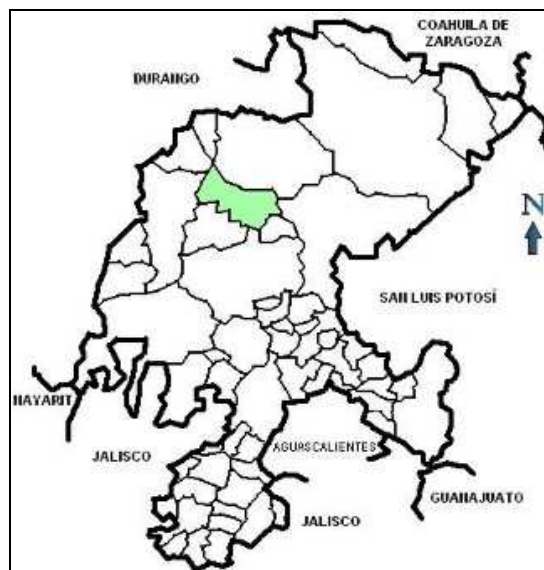 COAHUILA DE
ZARAGOZA
DURANGO
N
SAN LUIS POTOSÍ
NAYARIT
JALISCO
AGUASCALIENTES
GUANAJUATO
JALISCO